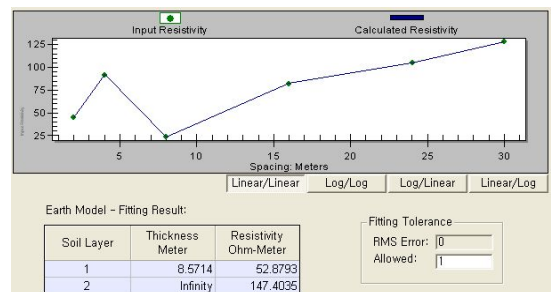 Input Resistivity Calculated Resistivity
125
100
75
50
25
5 10 15 20 25 30
Spacing: Meters
Linear/Linear Log/Log Log/Linear Linear/Log
Earth Model - Fitting Result:
Soil Layer Thickness Meter Resistivity Ohm-Meter
1 8.5714 52.8793
2 Infinity 147.4035
Fitting Tolerance
RMS Error: 0
Allowed: 1